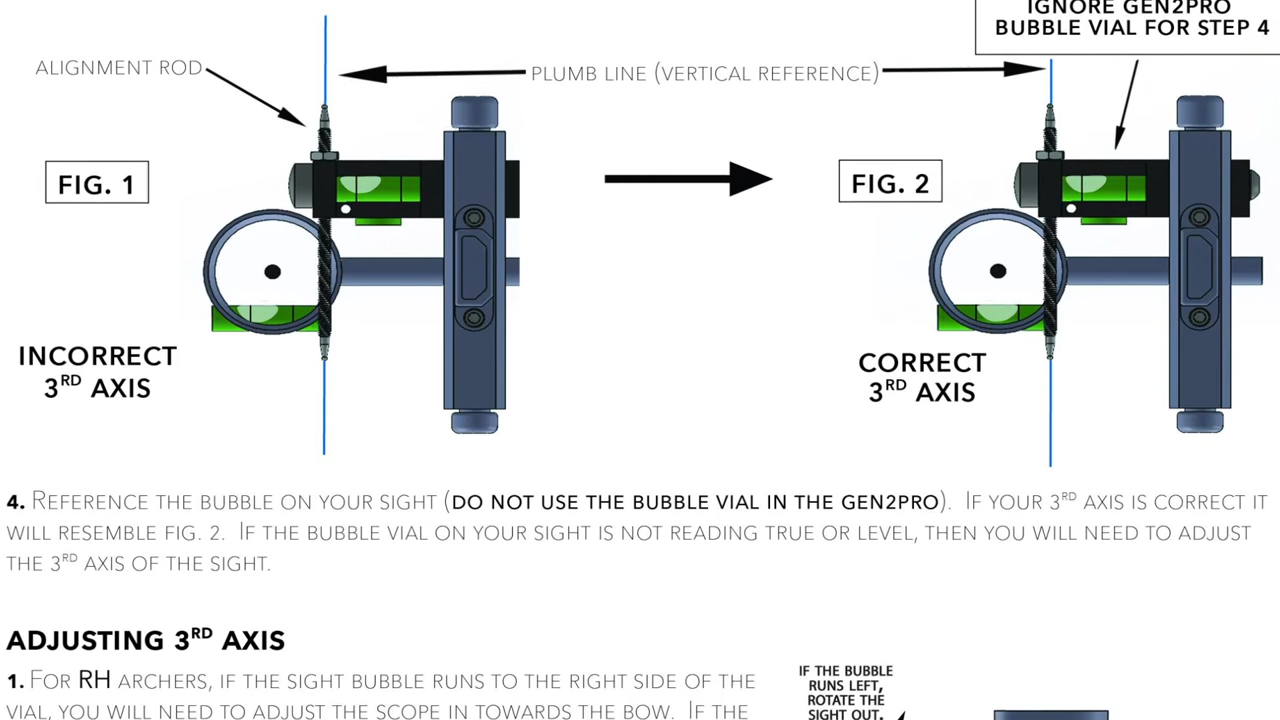 IGNORE GEN2PRO
BUBBLE VIAL FOR STEP 4
ALIGNMENT ROD
PLUMB LINE (VERTICAL REFERENCE)
FIG. 1
FIG. 2
INCORRECT
3RD AXIS
CORRECT
3RD AXIS
4. REFERENCE THE BUBBLE ON YOUR SIGHT (DO NOT USE THE BUBBLE VIAL IN THE GEN2PRO). IF YOUR 3RD AXIS IS CORRECT IT
WILL RESEMBLE FIG. 2. IF THE BUBBLE VIAL ON YOUR SIGHT IS NOT READING TRUE OR LEVEL, THEN YOU WILL NEED TO ADJUST
THE 3RD AXIS OF THE SIGHT.
ADJUSTING 3RD AXIS
1. FOR RH ARCHERS, IF THE SIGHT BUBBLE RUNS TO THE RIGHT SIDE OF THE
VIAL, YOU WILL NEED TO ADJUST THE SCOPE IN TOWARDS THE BOW. IF THE
IF THE BUBBLE
RUNS LEFT,
ROTATE THE
SIGHT OUT.